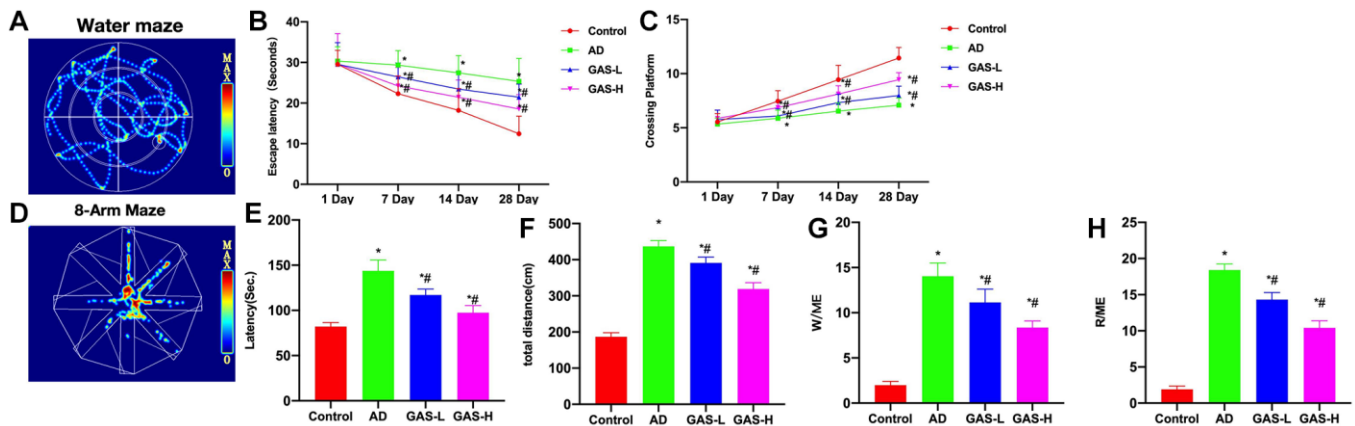 A
Water maze
MAX
0
B
Escape latency (Seconds)
40
30
20
10
0
1 Day 7 Day 14 Day 28 Day
* * *
*# *# *#
*# *# *#
Control
AD
GAS-L
GAS-H
C
Crossing Platform
15
10
5
0
1 Day 7 Day 14 Day 28 Day
*# *# *#
*# *# *#
* * *
Control
AD
GAS-L
GAS-H
D
8-Arm Maze
MAX
0
E
Latency(Sec.)
200
150
100
50
0
* *# *#
Control AD GAS-L GAS-H
F
total distance(cm)
500
400
300
200
100
0
* *# *#
Control AD GAS-L GAS-H
G
W/ME
20
15
10
5
0
* *# *#
Control AD GAS-L GAS-H
H
R/ME
25
20
15
10
5
0
* *# *#
Control AD GAS-L GAS-H